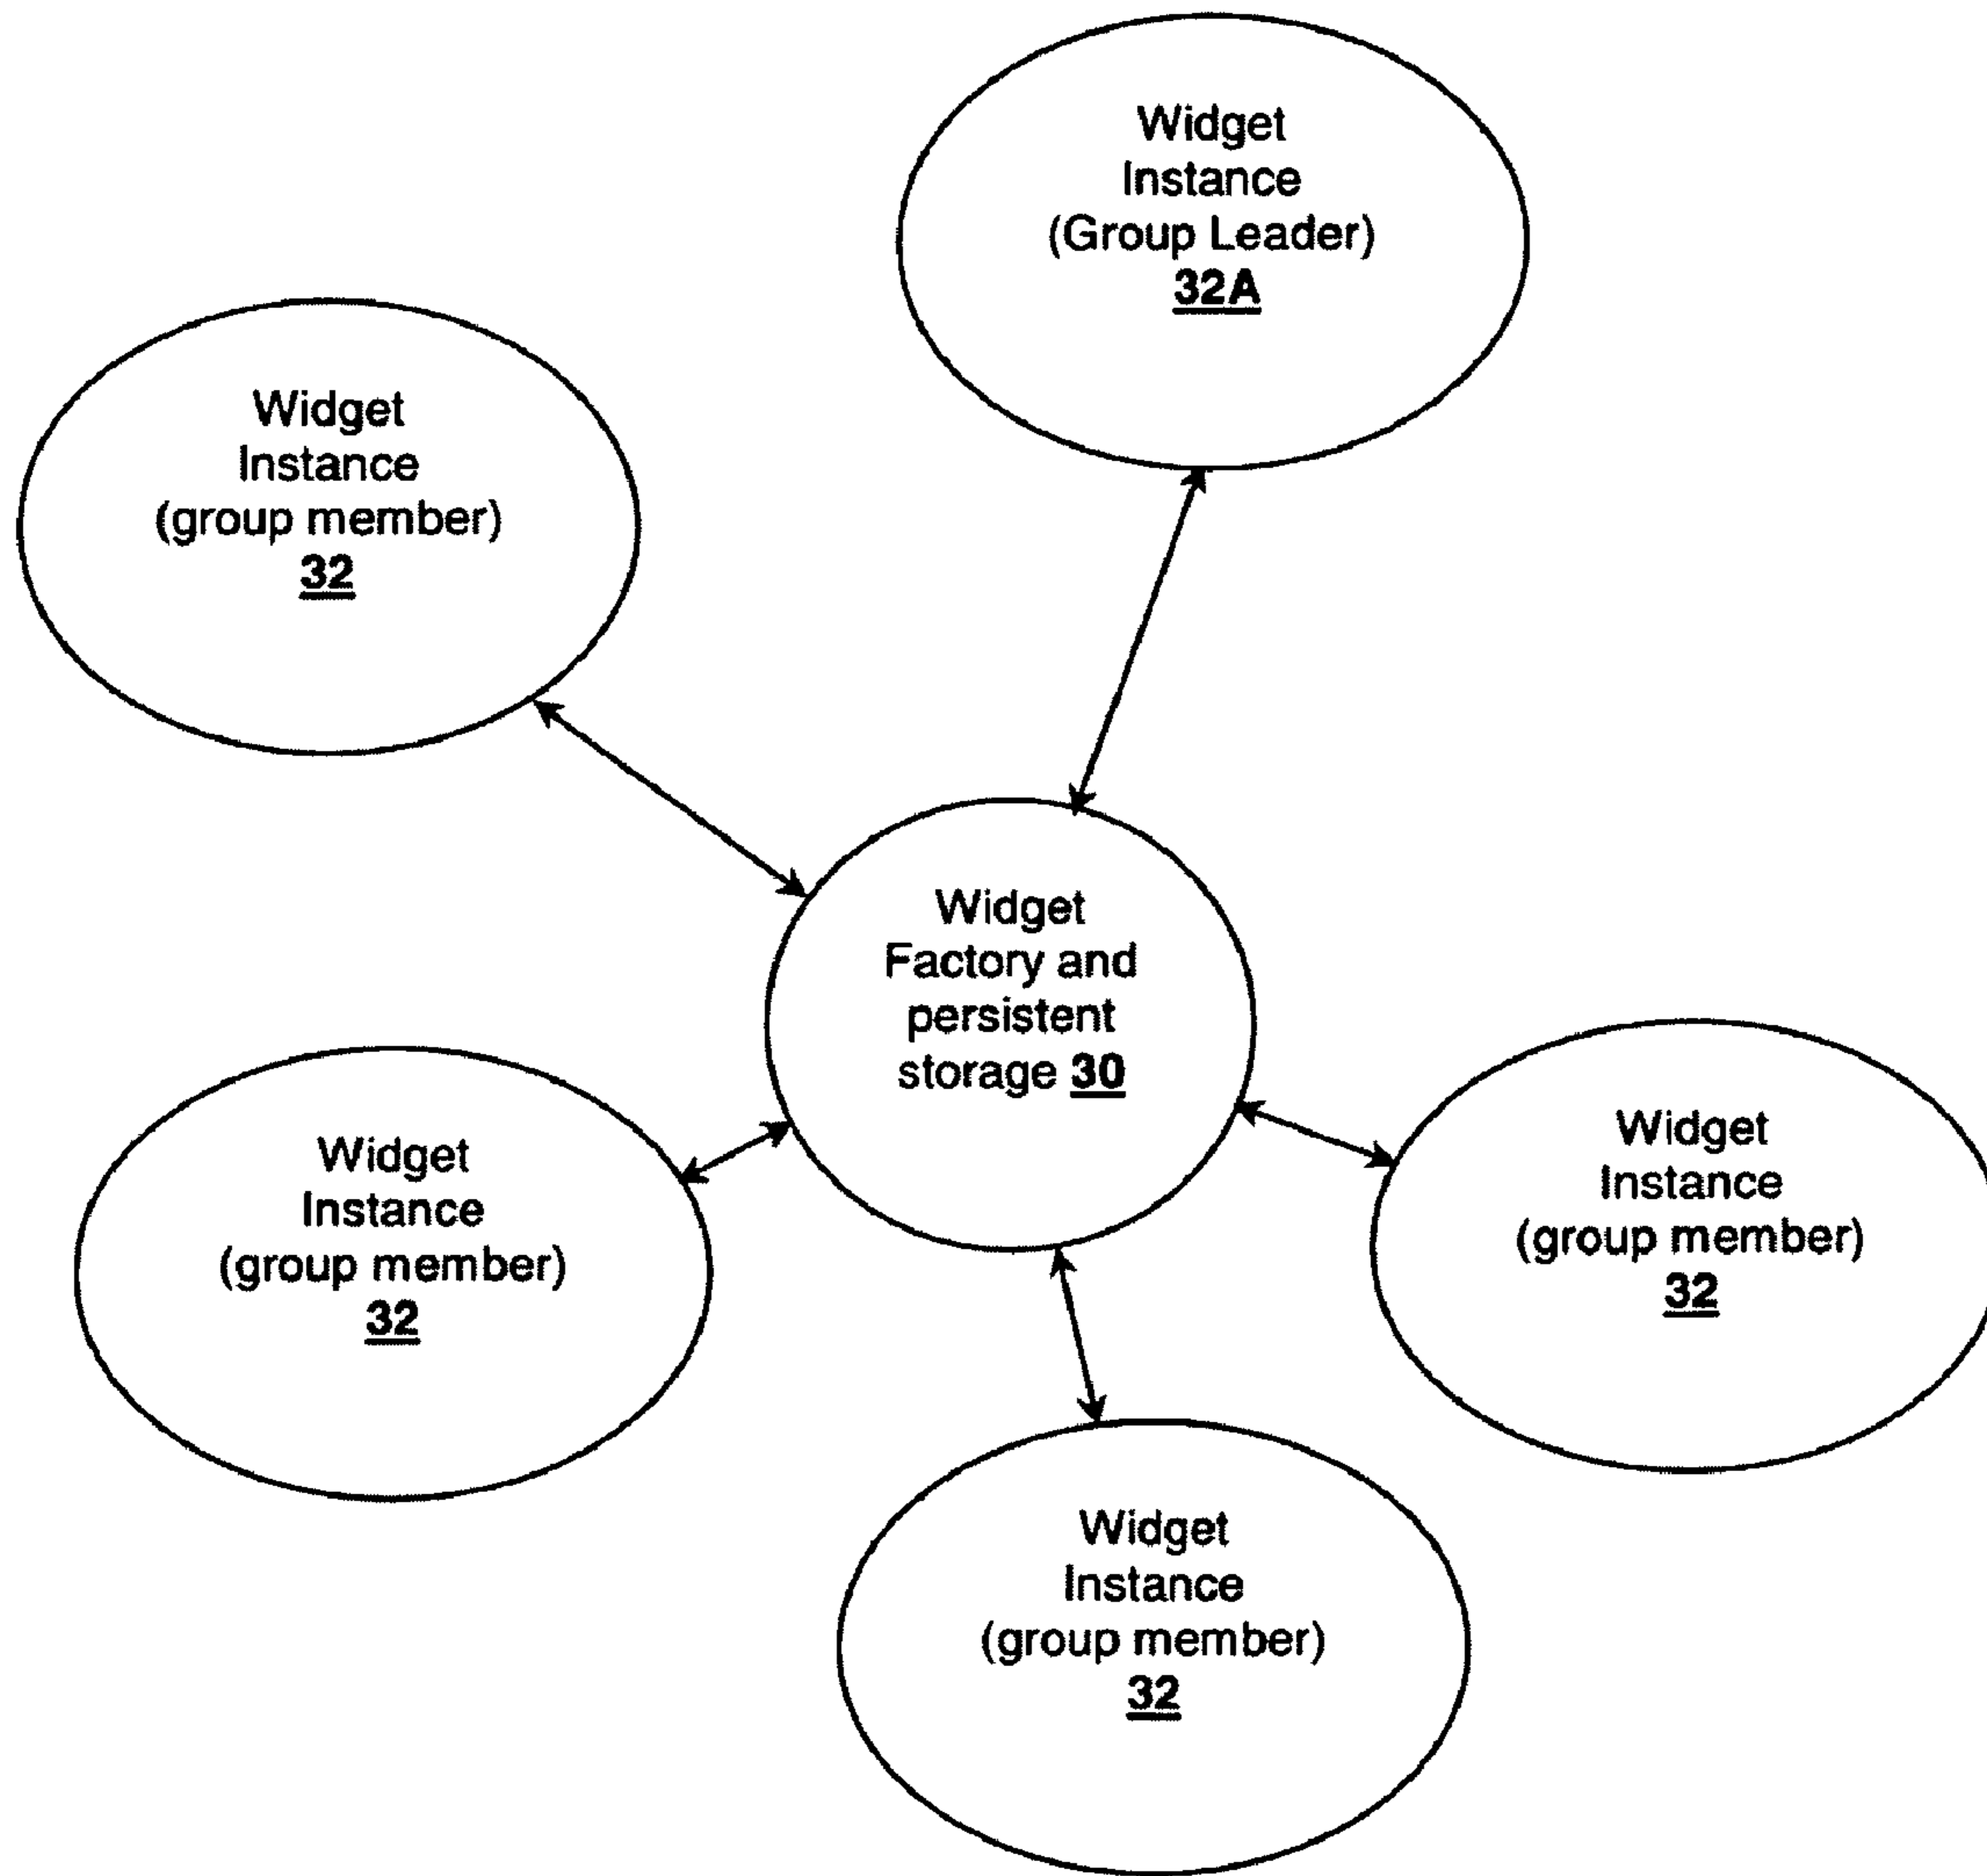 Widget
Instance
(Group Leader)
32A
Widget
Instance
(group member)
32
Widget
Factory and
persistent
storage 30
Widget
Instance
(group member)
32
Widget
Instance
(group member)
32
Widget
Instance
(group member)
32